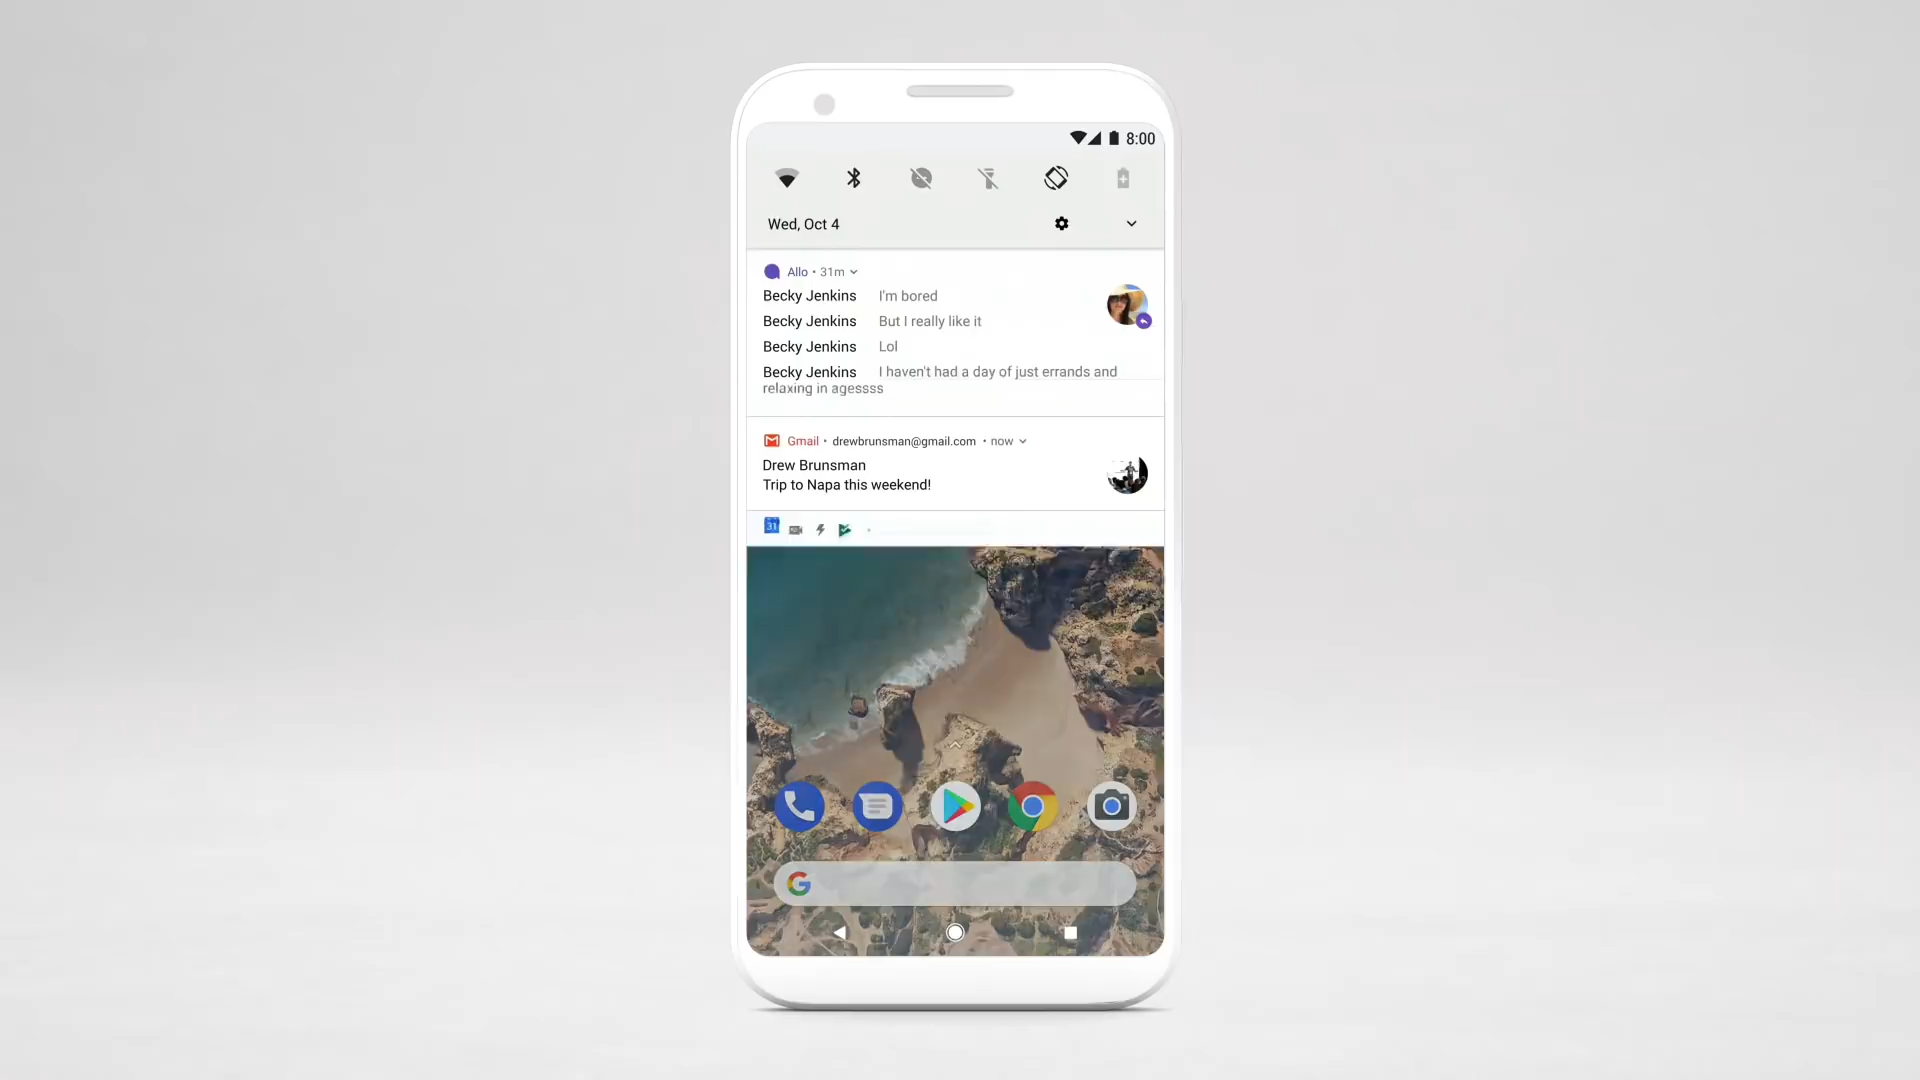 8:00
Wed, Oct 4
Allo • 31m
Becky Jenkins I'm bored
Becky Jenkins But I really like it
Becky Jenkins Lol
Becky Jenkins I haven't had a day of just errands and
relaxing in agessss
Gmail • drewbrunsman@gmail.com • now
Drew Brunsman
Trip to Napa this weekend!
31
G